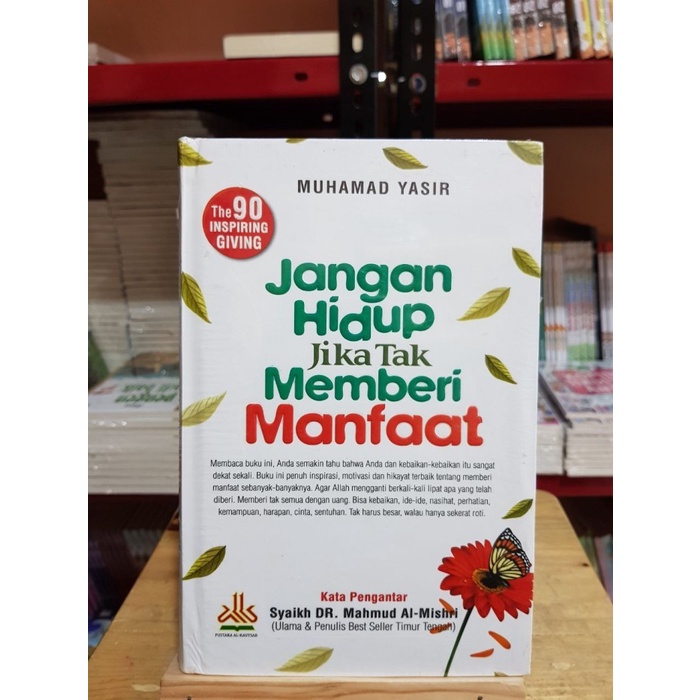 MUHAMAD YASIR
The 90
INSPIRING
GIVING
Jangan
Hidup
Jika Tak
Memberi
Manfaat
Membaca buku ini, Anda semakin tahu bahwa Anda dan kebaikan-kebaikan itu sangat
dekat sekali. Buku ini penuh inspirasi, motivasi dan hikayat terbaik tentang memberi
manfaat sebanyak-banyaknya. Agar Allah mengganti berkali-kali lipat apa yang telah
diberi. Memberi tak semua dengan uang. Bisa kebaikan, ide-ide, nasihat, perhatian,
kemampuan, harapan, cinta, sentuhan. Tak harus besar, walau hanya sekerat roti.
Kata Pengantar
Syaikh DR. Mahmud Al-Mishri
(Ulama & Penulis Best Seller Timur Tengah)
PUSTAKA AL-KAUTSAR